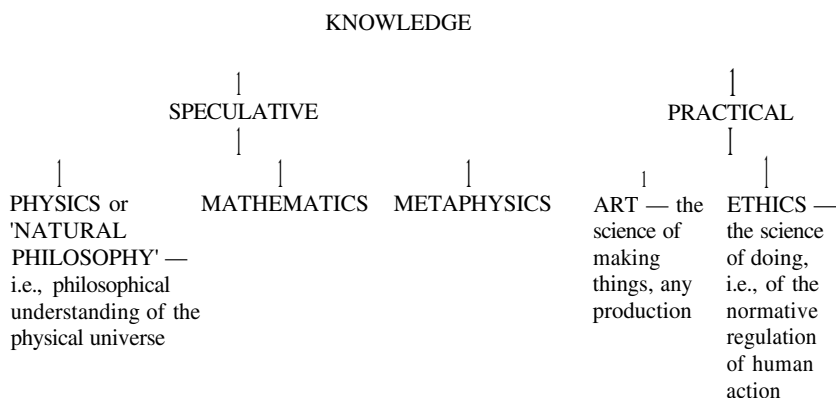 KNOWLEDGE
SPECULATIVE
PRACTICAL
PHYSICS or
'NATURAL
PHILOSOPHY' —
i.e., philosophical
understanding of the
physical universe
MATHEMATICS
METAPHYSICS
ART — the
science of
making
things, any
production
ETHICS —
the science
of doing,
i.e., of the
normative
regulation
of human
action